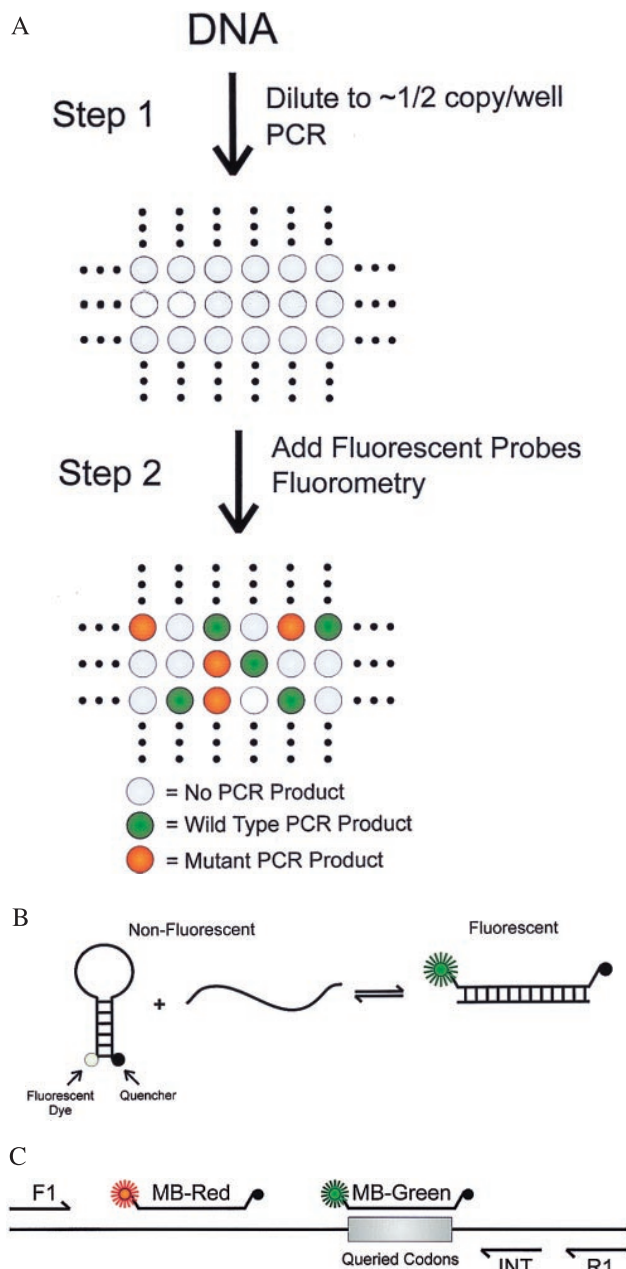 A
DNA
Step 1
Dilute to ~1/2 copy/well
PCR
Step 2
Add Fluorescent Probes
Fluorometry
= No PCR Product
= Wild Type PCR Product
= Mutant PCR Product
B
Non-Fluorescent
Fluorescent
+
Fluorescent
Dye
Quencher
C
F1
MB-Red
MB-Green
Queried Codons
INT
R1